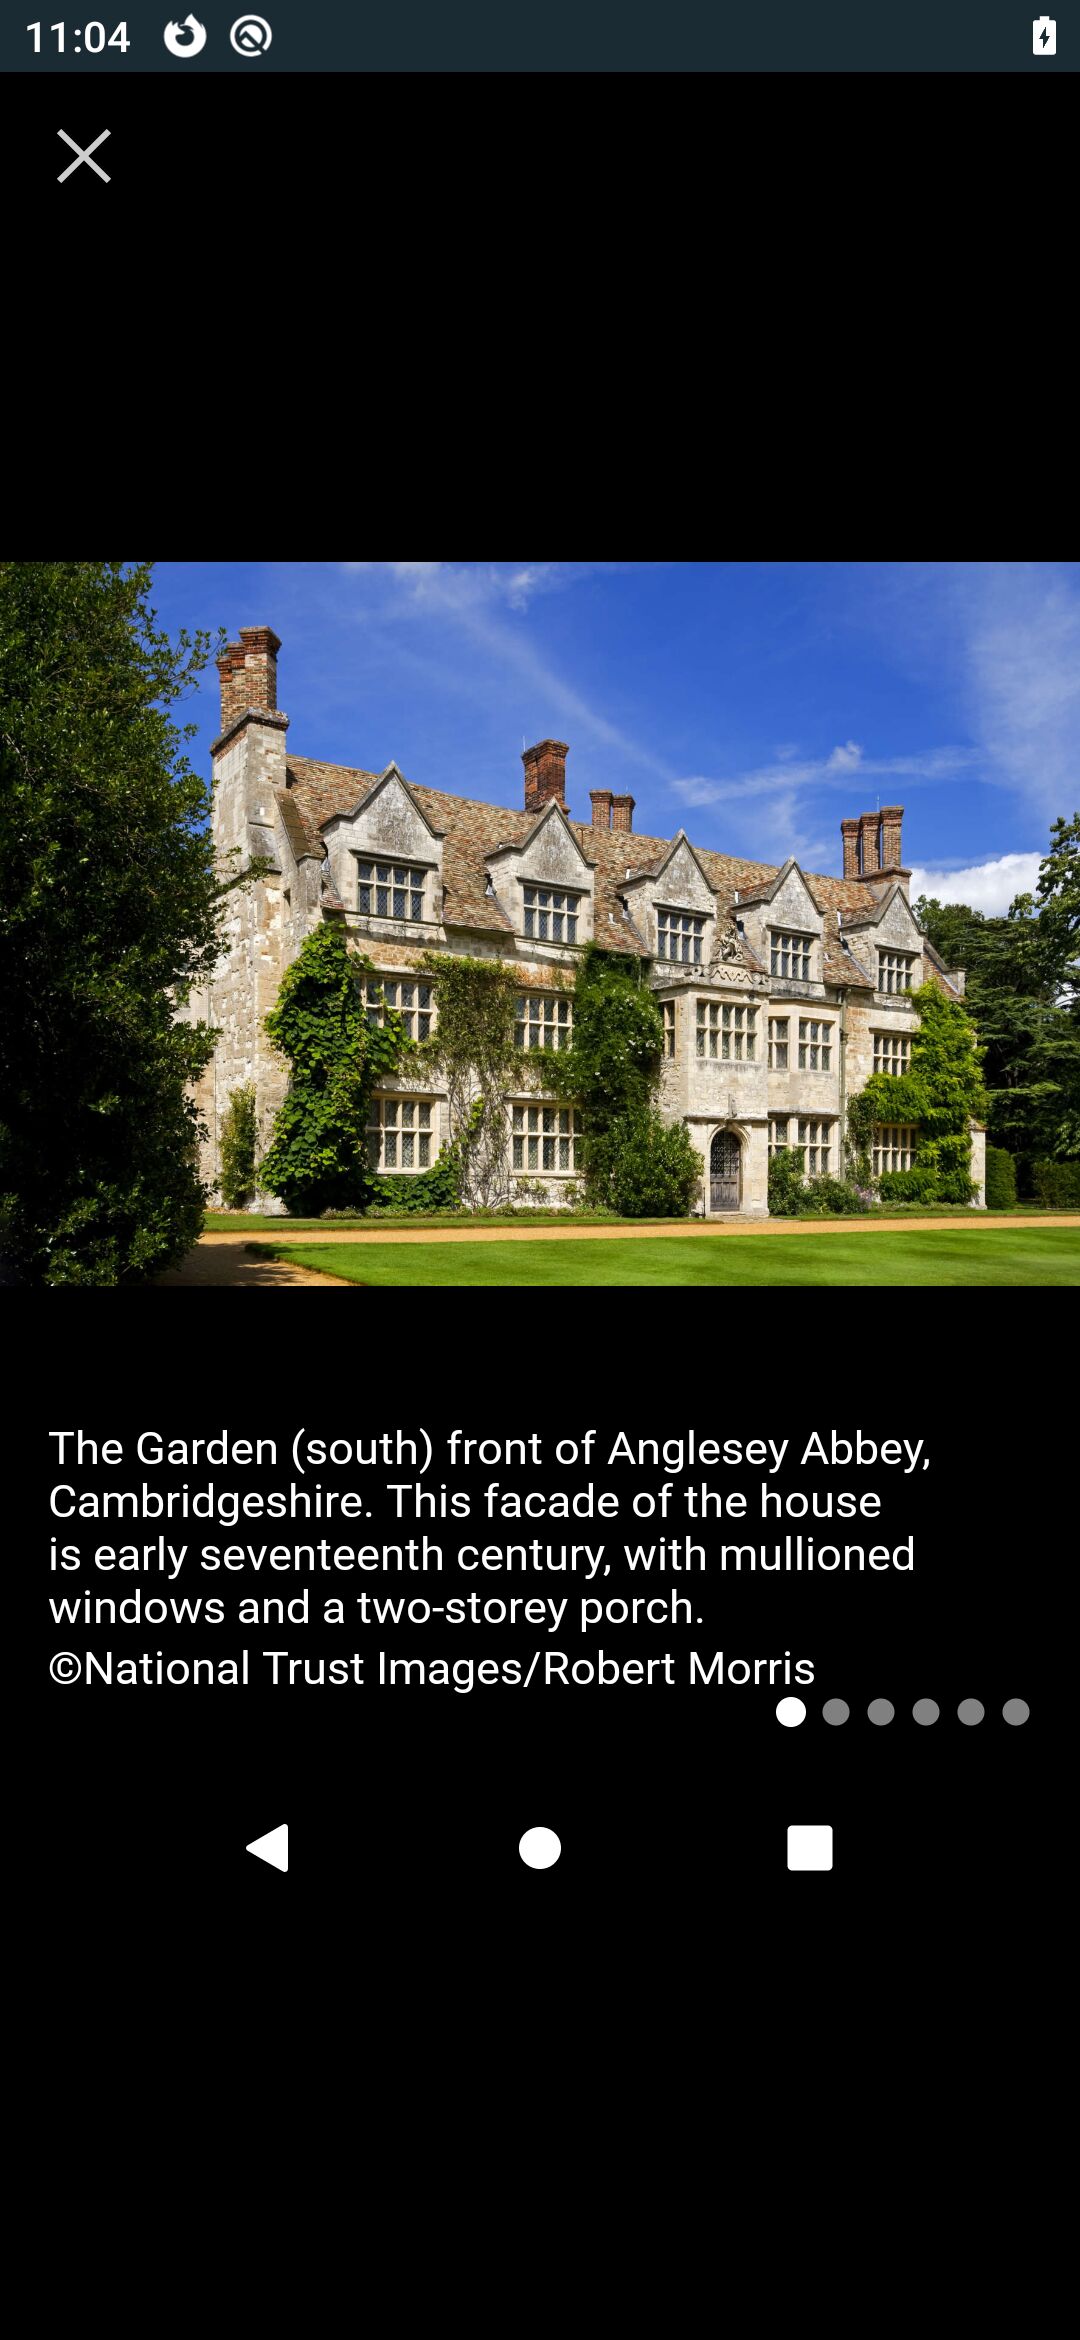 11:04
The Garden (south) front of Anglesey Abbey,
Cambridgeshire. This facade of the house
is early seventeenth century, with mullioned
windows and a two-storey porch.
©National Trust Images/Robert Morris